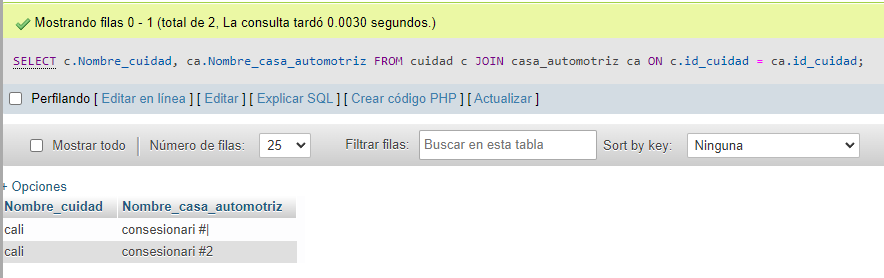 Mostrando filas 0 - 1 (total de 2, La consulta tardó 0.0030 segundos.)
SELECT c.Nombre_cuidad, ca.Nombre_casa_automotriz FROM cuidad c JOIN casa_automotriz ca ON c.id_cuidad = ca.id_cuidad;
Perfilando [ Editar en línea ] [ Editar ] [ Explicar SQL ] [ Crear código PHP ] [ Actualizar ]
Mostrar todo | Número de filas: 25 Filtrar filas: Buscar en esta tabla Sort by key: Ninguna
+ Opciones
Nombre_cuidad Nombre_casa_automotriz
cali consesionari #|
cali consesionari #2